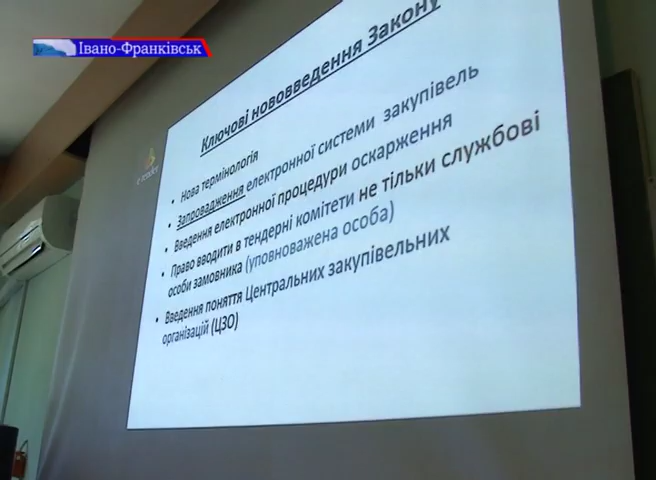 Івано-Франківськ
Ключові нововведення Закону
• Нова термінологія
• Запровадження електронної системи закупівель
• Введення електронної процедури оскарження
• Право вводити в тендерні комітети не тільки службові
особи замовника (уповноважена особа)
• Введення поняття Центральних закупівельних
організацій (ЦЗО)